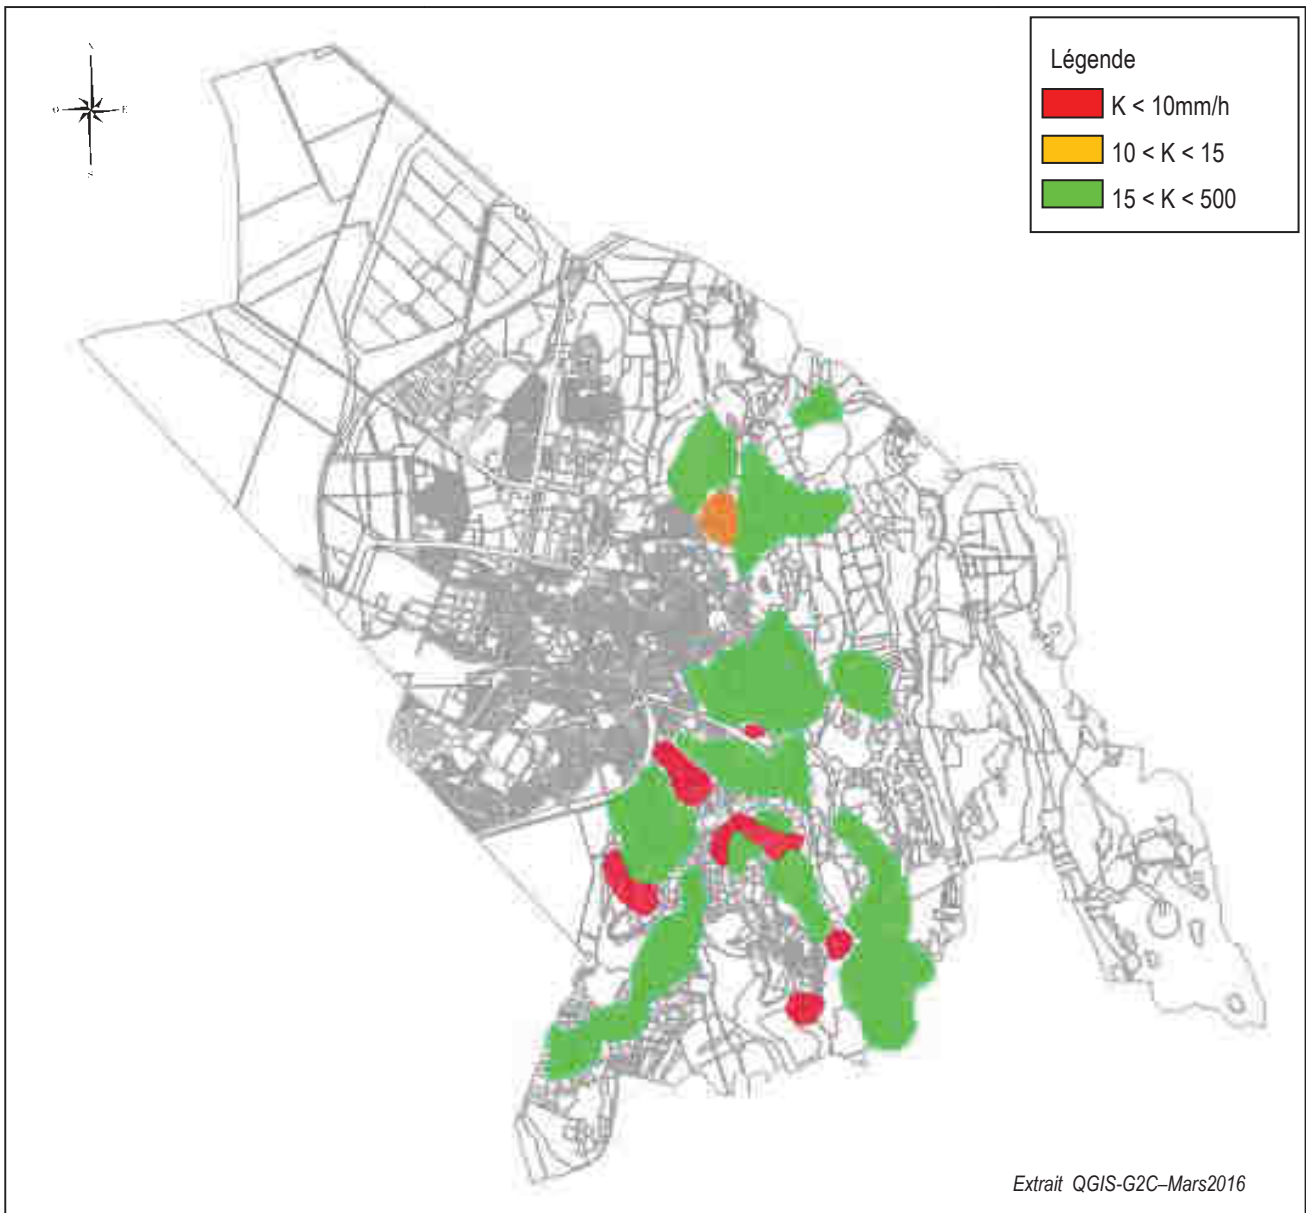 Légende
K < 10mm/h
10 < K < 15
15 < K < 500
E
Extrait QGIS-G2C–Mars2016